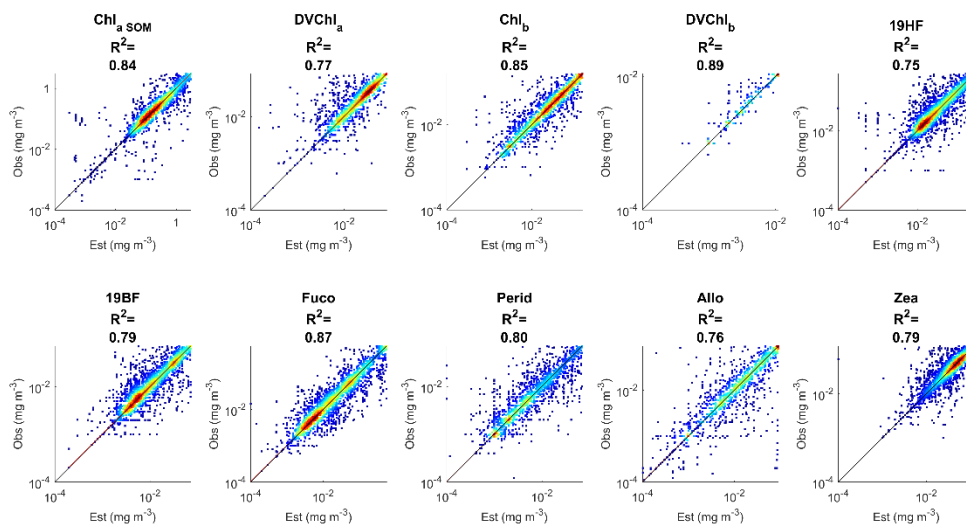 Chl_a SOM
R²=
0.84
Obs (mg m⁻³)
1
10⁻²
10⁻⁴
10⁻⁴
10⁻²
1
Est (mg m⁻³)
DVChl_a
R²=
0.77
Obs (mg m⁻³)
10⁻²
10⁻⁴
10⁻⁴
10⁻²
Est (mg m⁻³)
Chl_b
R²=
0.85
Obs (mg m⁻³)
10⁻²
10⁻⁴
10⁻⁴
10⁻²
Est (mg m⁻³)
DVChl_b
R²=
0.89
Obs (mg m⁻³)
10⁻²
10⁻⁴
10⁻⁴
10⁻²
Est (mg m⁻³)
19HF
R²=
0.75
Obs (mg m⁻³)
10⁻²
10⁻⁴
10⁻⁴
10⁻²
Est (mg m⁻³)
19BF
R²=
0.79
Obs (mg m⁻³)
10⁻²
10⁻⁴
10⁻⁴
10⁻²
Est (mg m⁻³)
Fuco
R²=
0.87
Obs (mg m⁻³)
10⁻²
10⁻⁴
10⁻⁴
10⁻²
Est (mg m⁻³)
Perid
R²=
0.80
Obs (mg m⁻³)
10⁻²
10⁻⁴
10⁻⁴
10⁻²
Est (mg m⁻³)
Allo
R²=
0.76
Obs (mg m⁻³)
10⁻²
10⁻⁴
10⁻⁴
10⁻²
Est (mg m⁻³)
Zea
R²=
0.79
Obs (mg m⁻³)
10⁻²
10⁻⁴
10⁻⁴
10⁻²
Est (mg m⁻³)